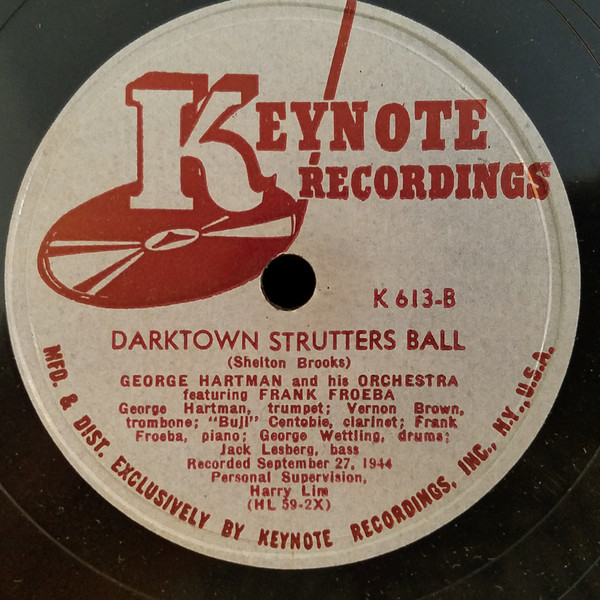 KEYNOTE
RECORDINGS
K 613-B
DARKTOWN STRUTTERS BALL
(Shelton Brooks)
GEORGE HARTMAN and his ORCHESTRA
featuring FRANK FROEBA
George Hartman, trumpet; Vernon Brown,
trombone; "Buji" Centobie, clarinet; Frank
Froeba, piano; George Wettling, drums;
Jack Lesberg, bass
Recorded September 27, 1944
Personal Supervision,
Harry Lim
(HL 59-2X)
MFD. & DIST. EXCLUSIVELY BY KEYNOTE RECORDINGS, INC., N.Y., U.S.A.